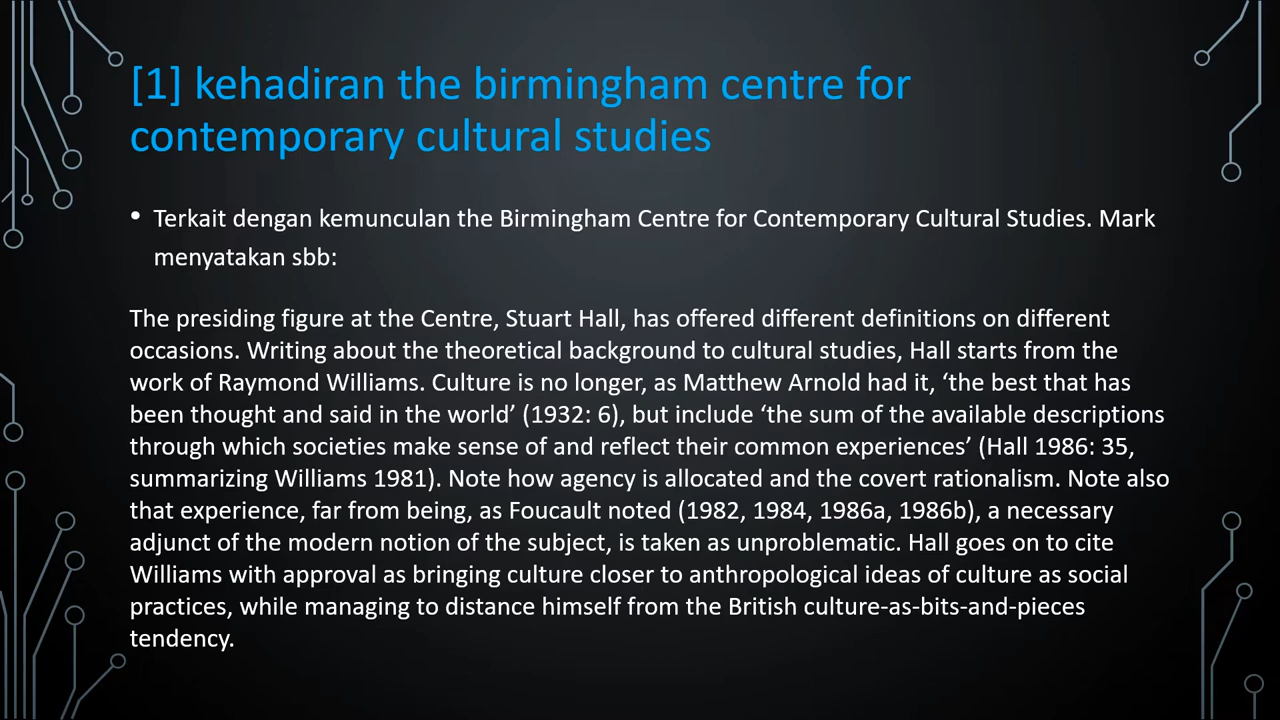 [1] kehadiran the birmingham centre for
contemporary cultural studies
• Terkait dengan kemunculan the Birmingham Centre for Contemporary Cultural Studies. Mark
menyatakan sbb:
The presiding figure at the Centre, Stuart Hall, has offered different definitions on different
occasions. Writing about the theoretical background to cultural studies, Hall starts from the
work of Raymond Williams. Culture is no longer, as Matthew Arnold had it, ‘the best that has
been thought and said in the world’ (1932: 6), but include ‘the sum of the available descriptions
through which societies make sense of and reflect their common experiences’ (Hall 1986: 35,
summarizing Williams 1981). Note how agency is allocated and the covert rationalism. Note also
that experience, far from being, as Foucault noted (1982, 1984, 1986a, 1986b), a necessary
adjunct of the modern notion of the subject, is taken as unproblematic. Hall goes on to cite
Williams with approval as bringing culture closer to anthropological ideas of culture as social
practices, while managing to distance himself from the British culture-as-bits-and-pieces
tendency.